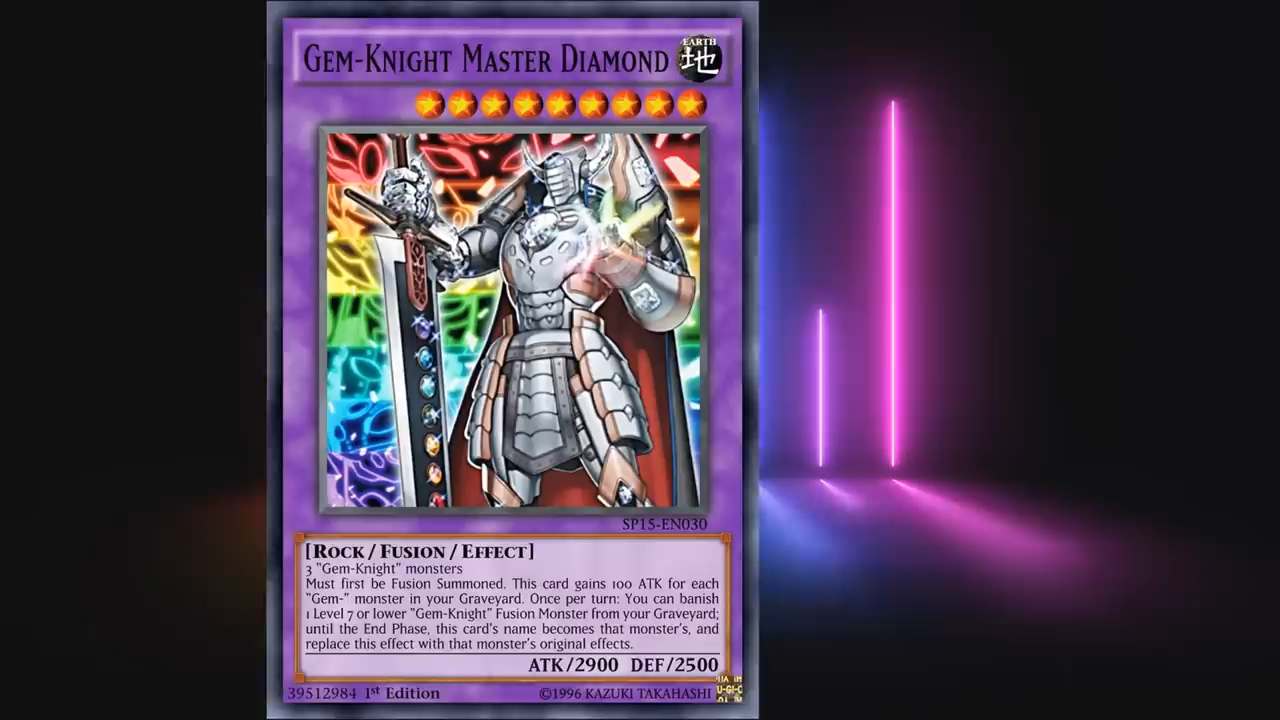 GEM-KNIGHT MASTER DIAMOND
EARTH
地
SP15-EN030
[ROCK / FUSION / EFFECT]
3 "Gem-Knight" monsters
Must first be Fusion Summoned. This card gains 100 ATK for each
"Gem-" monster in your Graveyard. Once per turn: You can banish
1 Level 7 or lower "Gem-Knight" Fusion Monster from your Graveyard;
until the End Phase, this card's name becomes that monster's, and
replace this effect with that monster's original effects.
ATK/2900 DEF/2500
39512984 1st Edition
©1996 KAZUKI TAKAHASHI